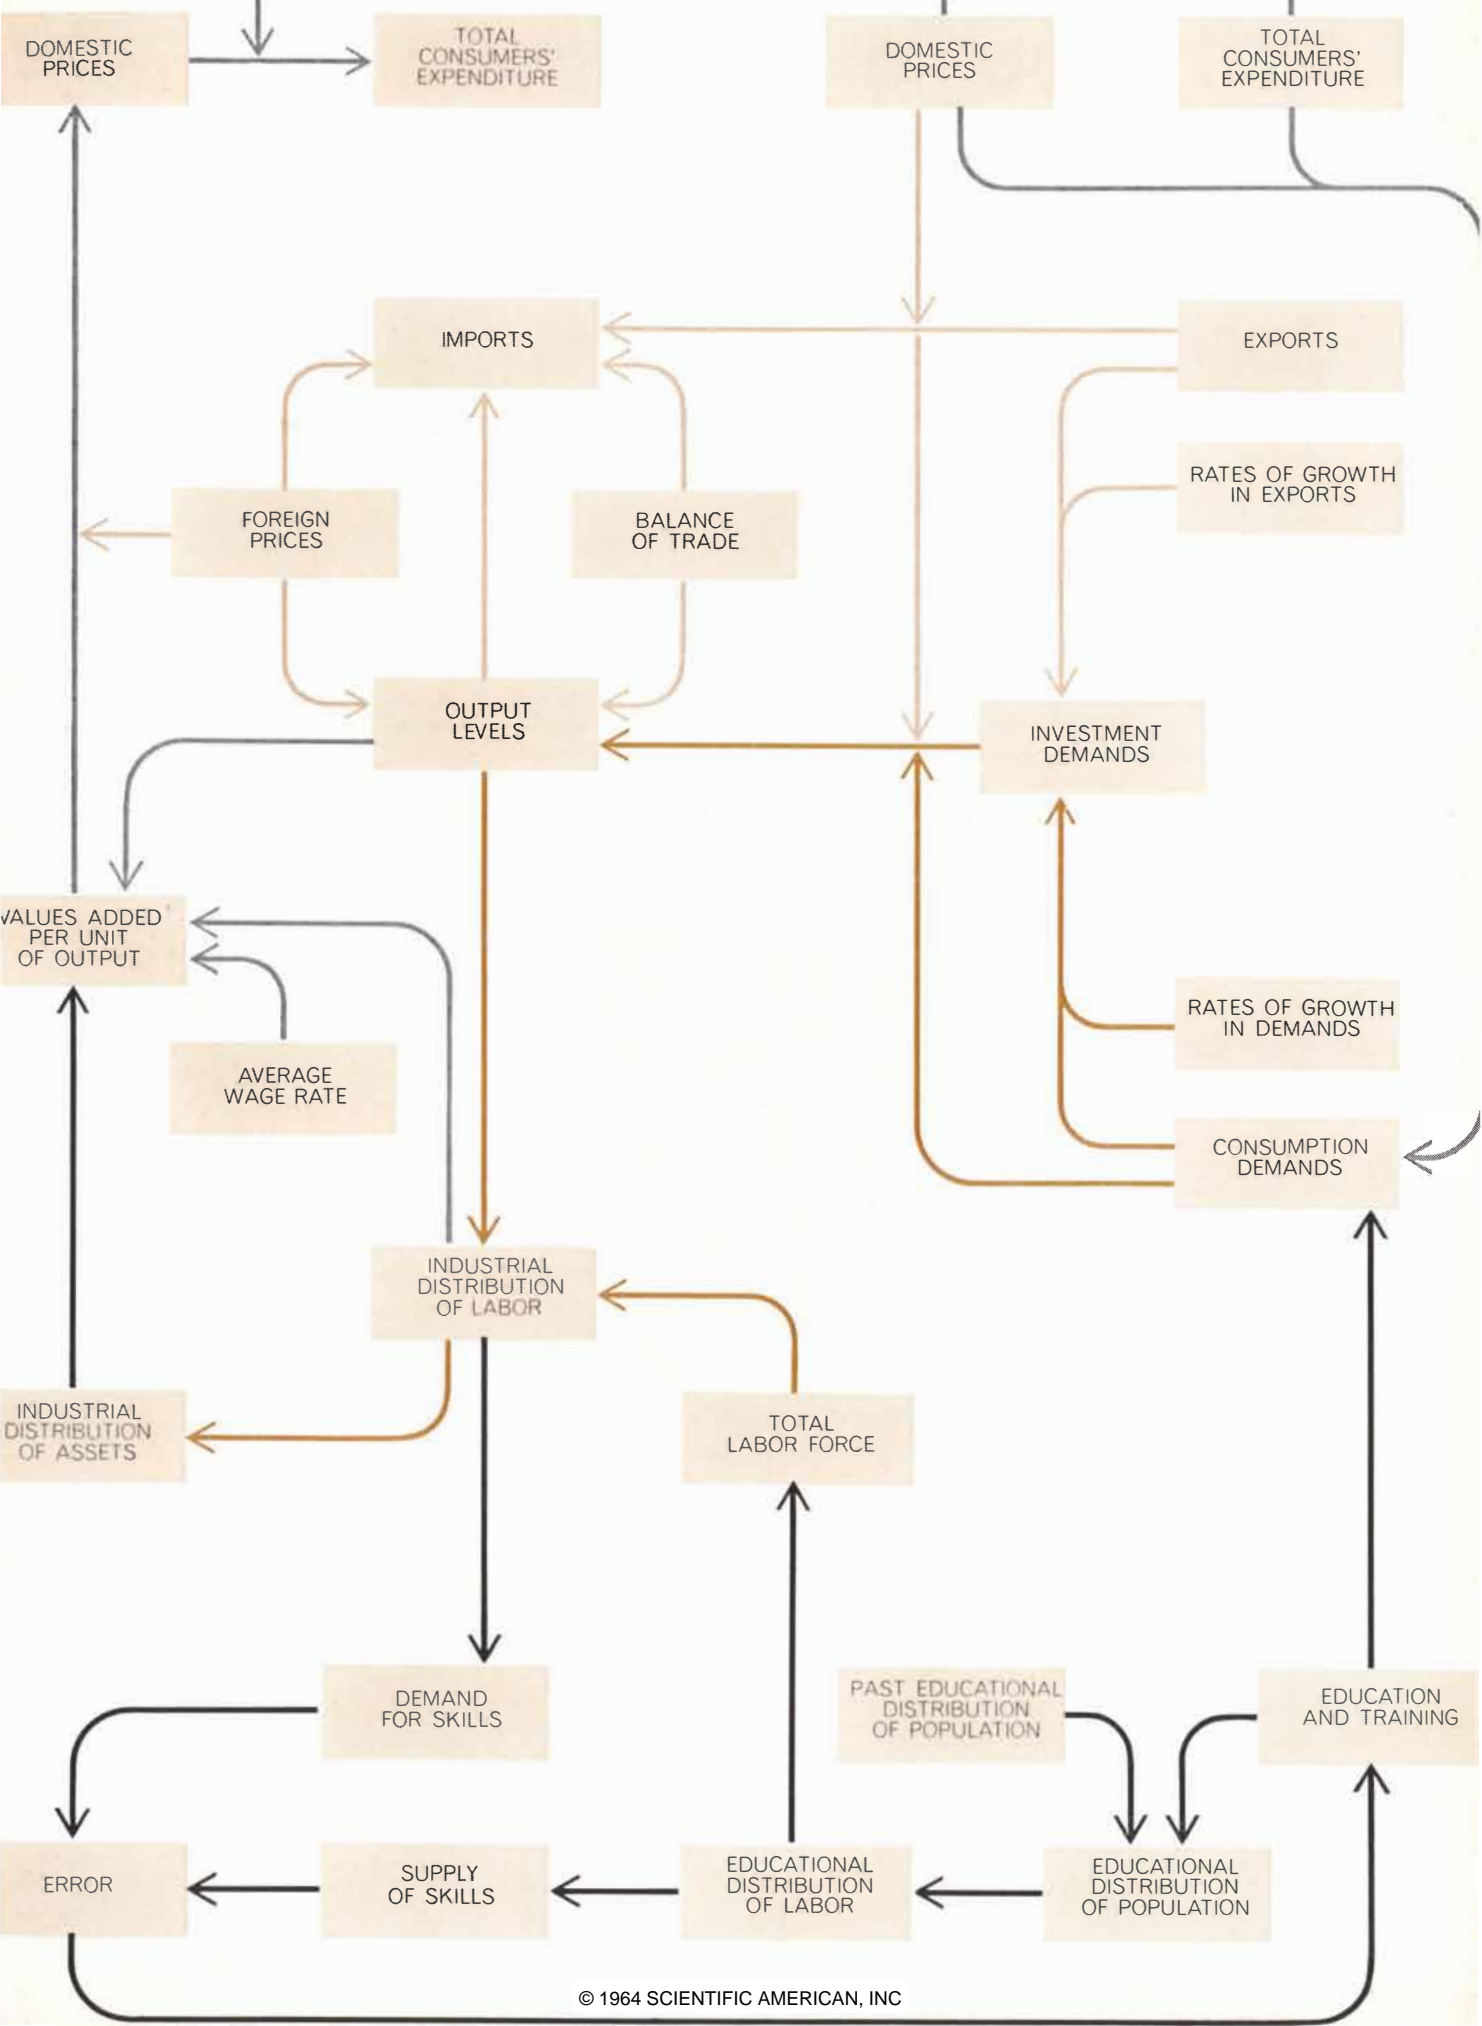 DOMESTIC
PRICES
TOTAL
CONSUMERS'
EXPENDITURE
DOMESTIC
PRICES
TOTAL
CONSUMERS'
EXPENDITURE
IMPORTS
EXPORTS
RATES OF GROWTH
IN EXPORTS
FOREIGN
PRICES
BALANCE
OF TRADE
OUTPUT
LEVELS
INVESTMENT
DEMANDS
VALUES ADDED
PER UNIT
OF OUTPUT
RATES OF GROWTH
IN DEMANDS
AVERAGE
WAGE RATE
CONSUMPTION
DEMANDS
INDUSTRIAL
DISTRIBUTION
OF LABOR
INDUSTRIAL
DISTRIBUTION
OF ASSETS
TOTAL
LABOR FORCE
DEMAND
FOR SKILLS
PAST EDUCATIONAL
DISTRIBUTION
OF POPULATION
EDUCATION
AND TRAINING
ERROR
SUPPLY
OF SKILLS
EDUCATIONAL
DISTRIBUTION
OF LABOR
EDUCATIONAL
DISTRIBUTION
OF POPULATION
© 1964 SCIENTIFIC AMERICAN, INC